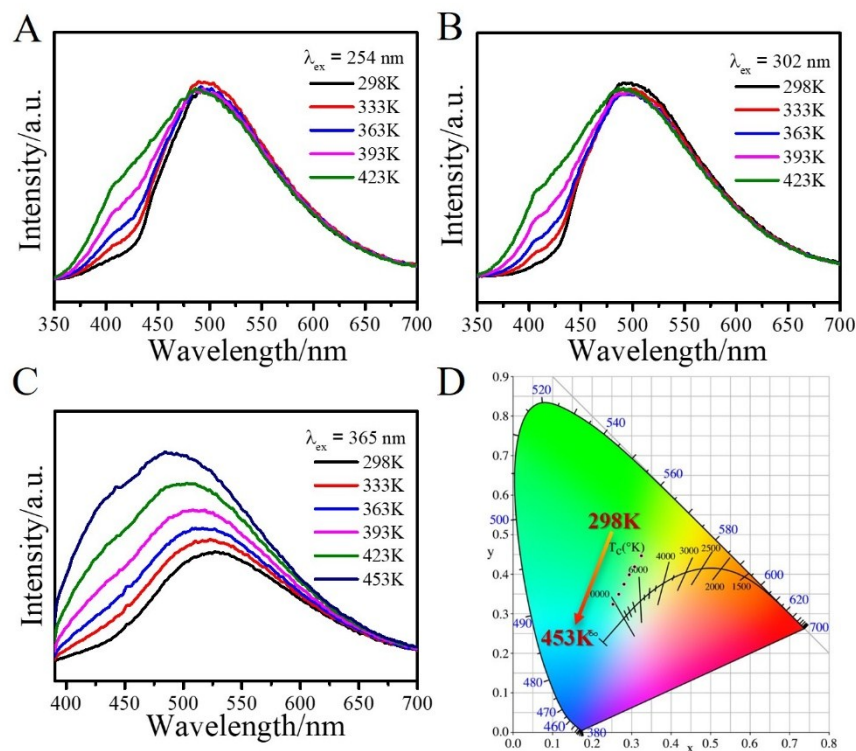 A
λex = 254 nm
298K
333K
363K
393K
423K
Intensity/a.u.
350 400 450 500 550 600 650 700
Wavelength/nm
B
λex = 302 nm
298K
333K
363K
393K
423K
Intensity/a.u.
350 400 450 500 550 600 650 700
Wavelength/nm
C
λex = 365 nm
298K
333K
363K
393K
423K
453K
Intensity/a.u.
400 450 500 550 600 650 700
Wavelength/nm
D
0.9
0.8
0.7
0.6
0.5
y
0.4
0.3
0.2
0.1
0.0
520
540
560
500
580
298K
Tc(°K)
4000 3000 2500
600
0000
2000 1500
620
490
453K
700
480
470
460
380
0.0 0.1 0.2 0.3 0.4 0.5 0.6 0.7 0.8
x